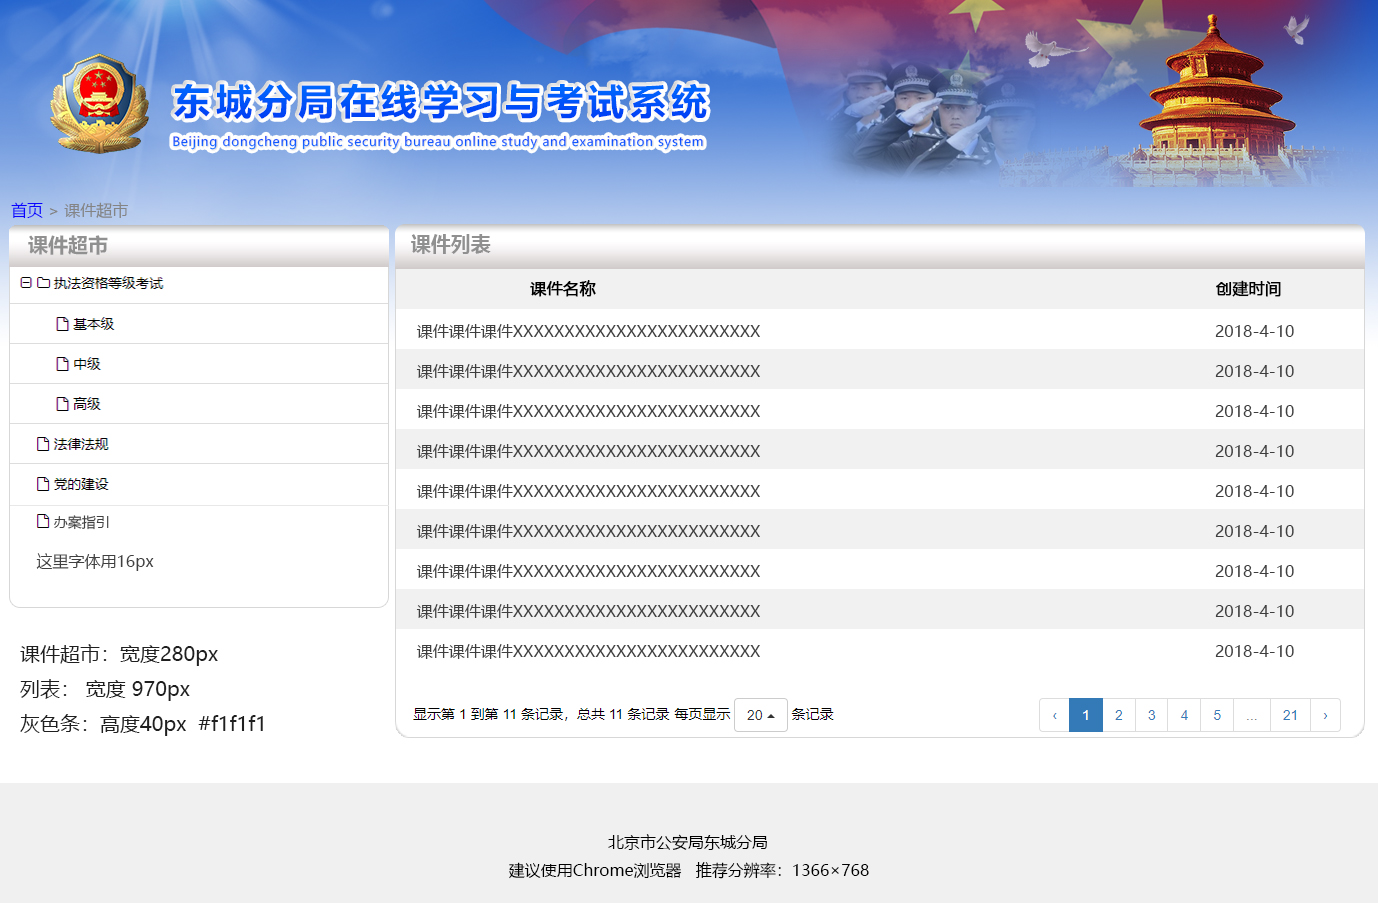 东城分局在线学习与考试系统
Beijing dongcheng public security bureau online study and examination system
首页 > 课件超市
课件超市
执法资格等级考试
基本级
中级
高级
法律法规
党的建设
办案指引
这里字体用16px
课件超市：宽度280px
列表： 宽度 970px
灰色条：高度40px #f1f1f1
课件列表
课件名称 创建时间
课件课件课件XXXXXXXXXXXXXXXXXXXXXXXX 2018-4-10
课件课件课件XXXXXXXXXXXXXXXXXXXXXXXX 2018-4-10
课件课件课件XXXXXXXXXXXXXXXXXXXXXXXX 2018-4-10
课件课件课件XXXXXXXXXXXXXXXXXXXXXXXX 2018-4-10
课件课件课件XXXXXXXXXXXXXXXXXXXXXXXX 2018-4-10
课件课件课件XXXXXXXXXXXXXXXXXXXXXXXX 2018-4-10
课件课件课件XXXXXXXXXXXXXXXXXXXXXXXX 2018-4-10
课件课件课件XXXXXXXXXXXXXXXXXXXXXXXX 2018-4-10
课件课件课件XXXXXXXXXXXXXXXXXXXXXXXX 2018-4-10
显示第 1 到第 11 条记录，总共 11 条记录 每页显示 20 条记录 ‹ 1 2 3 4 5 ... 21 ›
北京市公安局东城分局
建议使用Chrome浏览器 推荐分辨率：1366×768